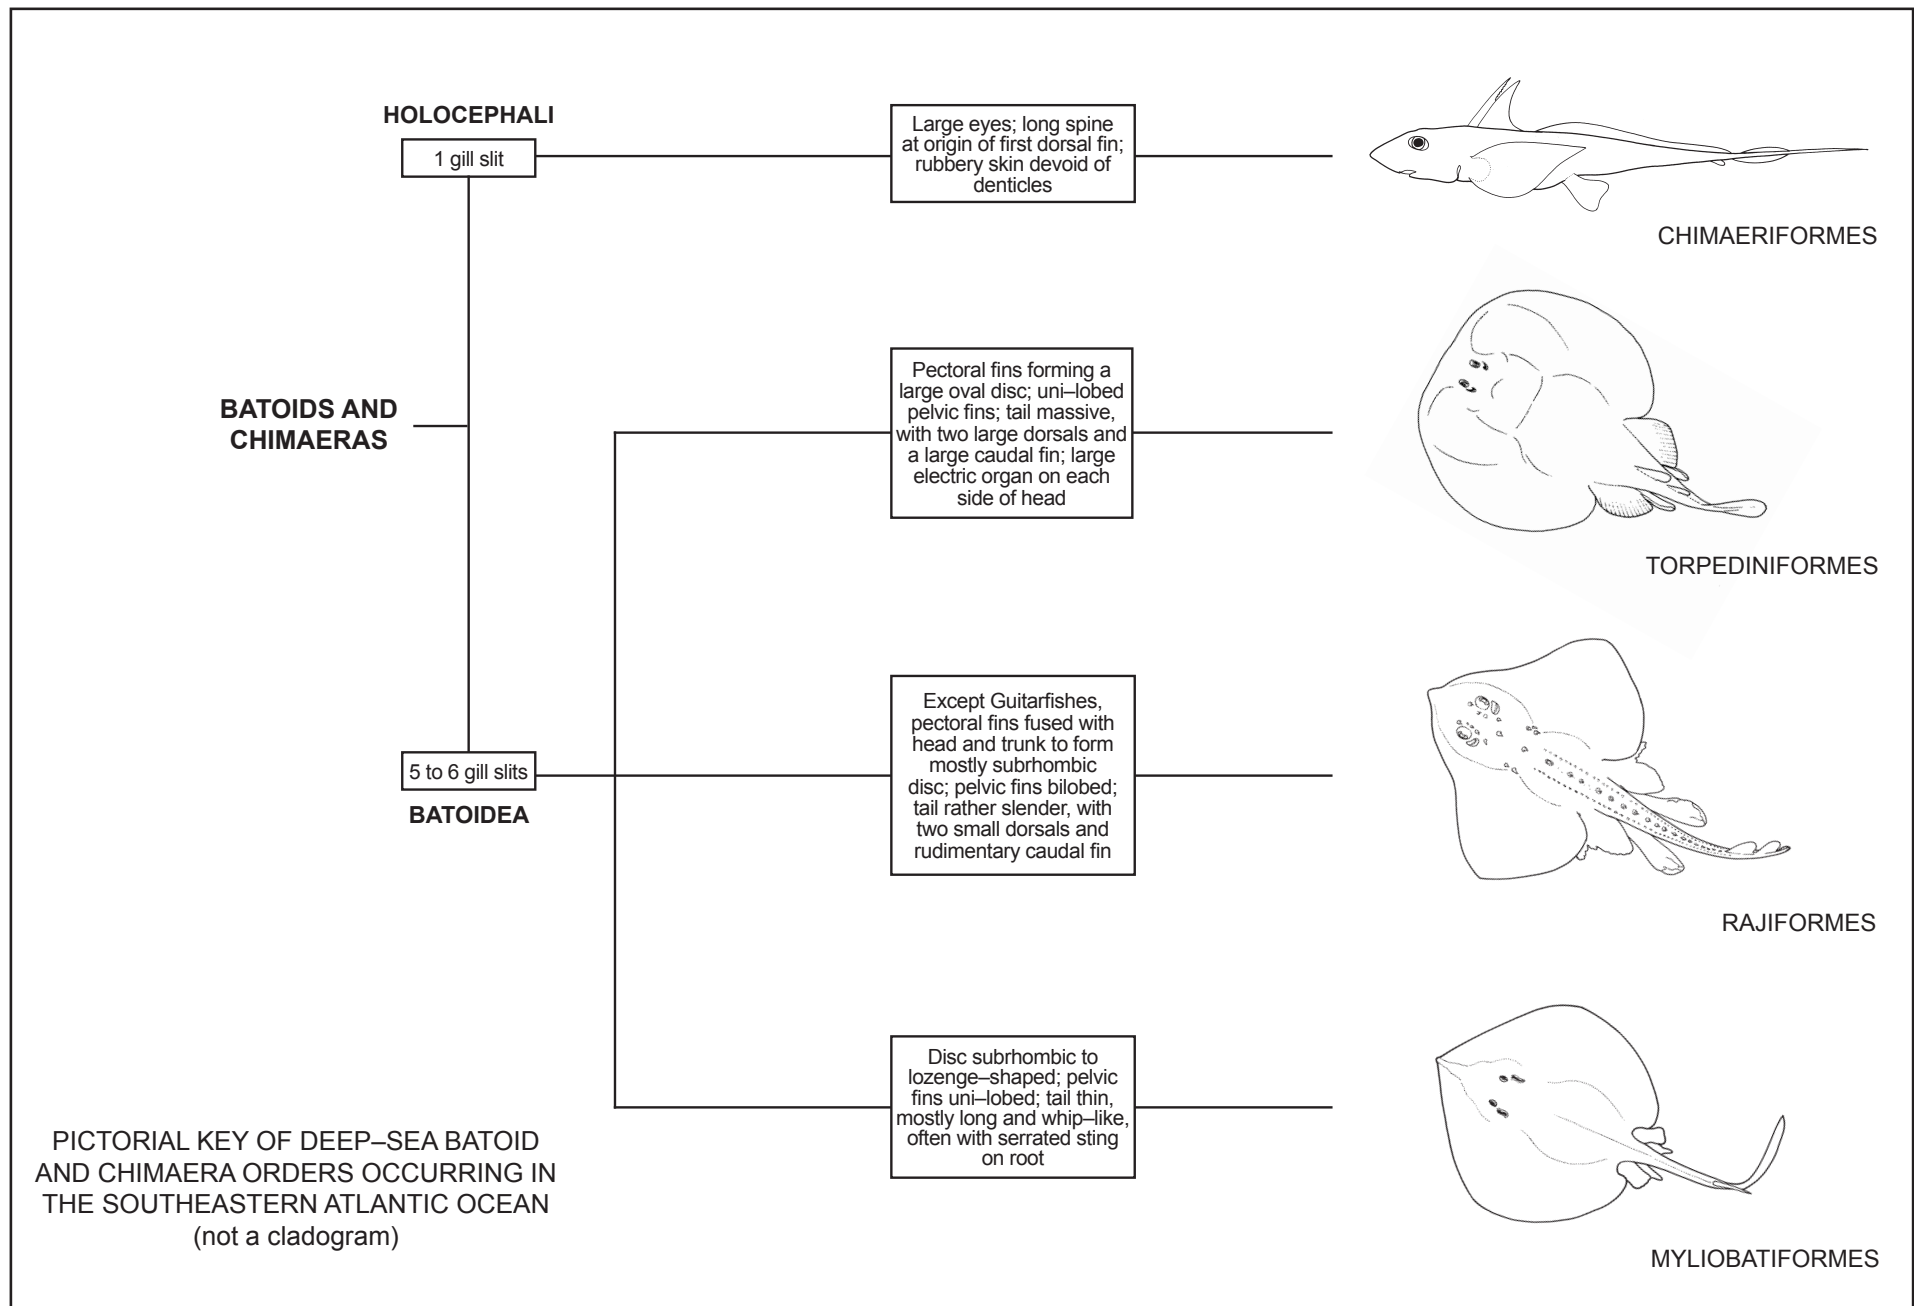 HOLOCEPHALI
1 gill slit
Large eyes; long spine
at origin of first dorsal fin;
rubbery skin devoid of
denticles
CHIMAERIFORMES
BATOIDS AND
CHIMAERAS
Pectoral fins forming a
large oval disc; uni–lobed
pelvic fins; tail massive,
with two large dorsals and
a large caudal fin; large
electric organ on each
side of head
TORPEDINIFORMES
5 to 6 gill slits
BATOIDEA
Except Guitarfishes,
pectoral fins fused with
head and trunk to form
mostly subrhombic
disc; pelvic fins bilobed;
tail rather slender, with
two small dorsals and
rudimentary caudal fin
RAJIFORMES
Disc subrhombic to
lozenge–shaped; pelvic
fins uni–lobed; tail thin,
mostly long and whip–like,
often with serrated sting
on root
MYLIOBATIFORMES
PICTORIAL KEY OF DEEP–SEA BATOID
AND CHIMAERA ORDERS OCCURRING IN
THE SOUTHEASTERN ATLANTIC OCEAN
(not a cladogram)